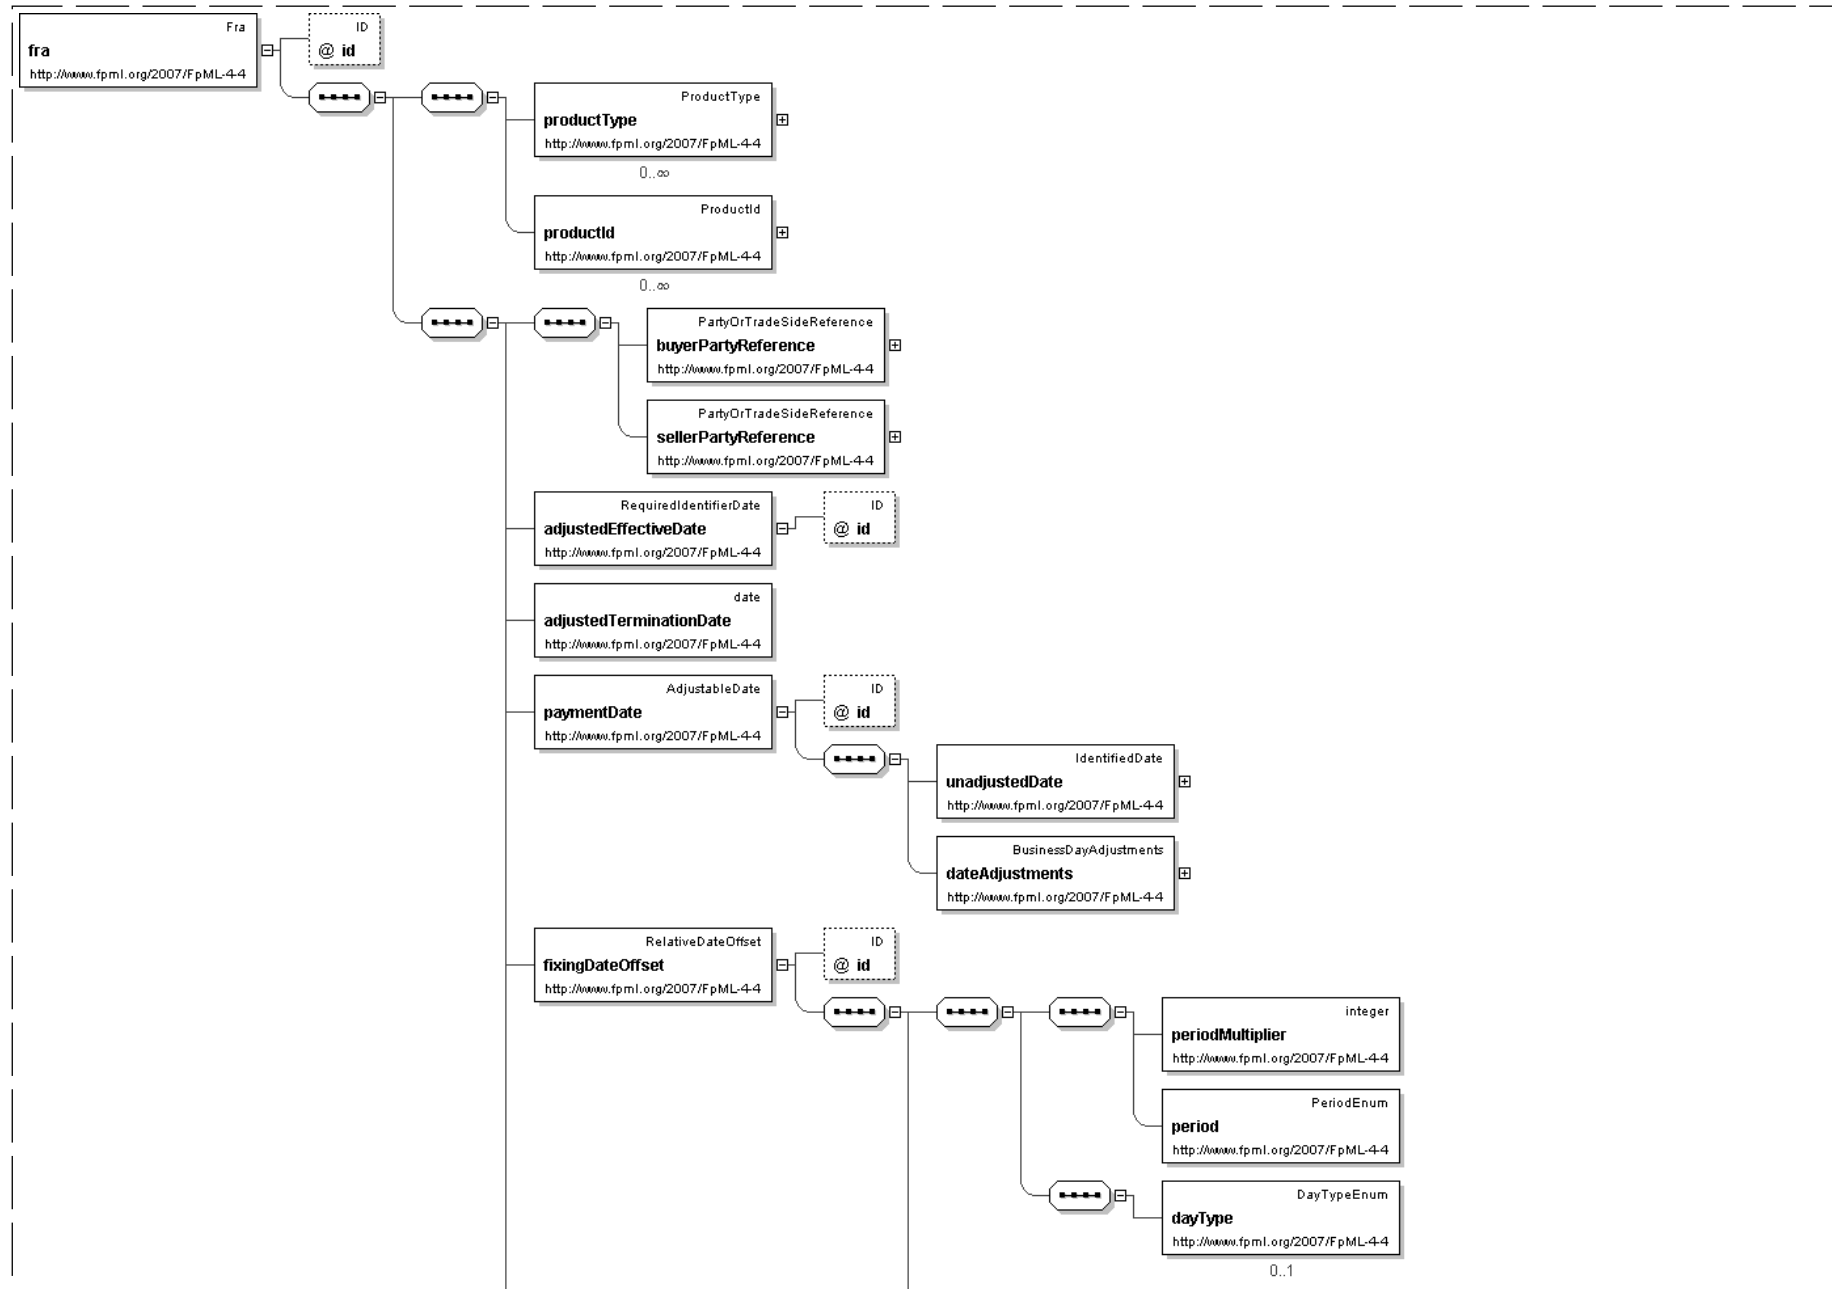 Fra
fra
http://www.fpml.org/2007/FpML-4-4
ID
@ id
ProductType
productType
http://www.fpml.org/2007/FpML-4-4
0..∞
ProductId
productId
http://www.fpml.org/2007/FpML-4-4
0..∞
PartyOrTradeSideReference
buyerPartyReference
http://www.fpml.org/2007/FpML-4-4
PartyOrTradeSideReference
sellerPartyReference
http://www.fpml.org/2007/FpML-4-4
RequiredIdentifierDate
adjustedEffectiveDate
http://www.fpml.org/2007/FpML-4-4
ID
@ id
date
adjustedTerminationDate
http://www.fpml.org/2007/FpML-4-4
AdjustableDate
paymentDate
http://www.fpml.org/2007/FpML-4-4
ID
@ id
IdentifiedDate
unadjustedDate
http://www.fpml.org/2007/FpML-4-4
BusinessDayAdjustments
dateAdjustments
http://www.fpml.org/2007/FpML-4-4
RelativeDateOffset
fixingDateOffset
http://www.fpml.org/2007/FpML-4-4
ID
@ id
integer
periodMultiplier
http://www.fpml.org/2007/FpML-4-4
PeriodEnum
period
http://www.fpml.org/2007/FpML-4-4
DayTypeEnum
dayType
http://www.fpml.org/2007/FpML-4-4
0..1